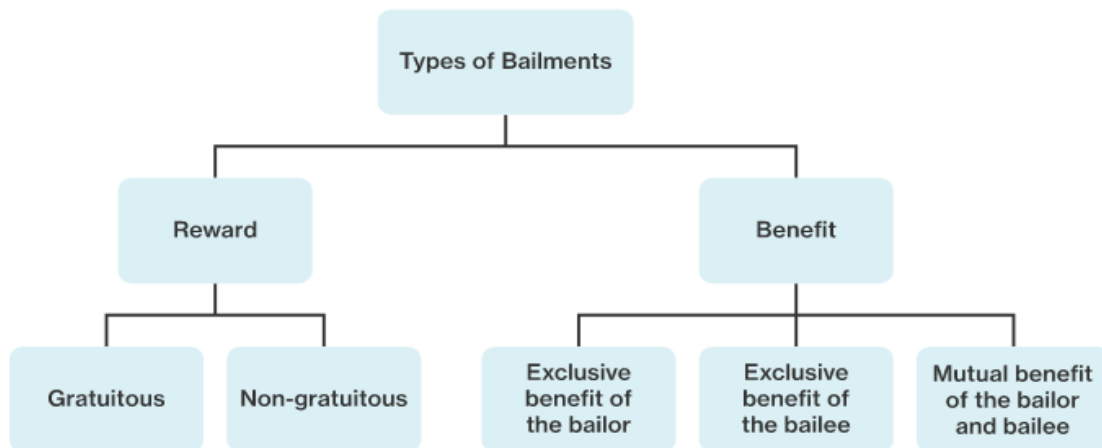 Types of Bailments
Reward
Benefit
Gratuitous
Non-gratuitous
Exclusive
benefit of
the bailor
Exclusive
benefit of
the bailee
Mutual benefit
of the bailor
and bailee